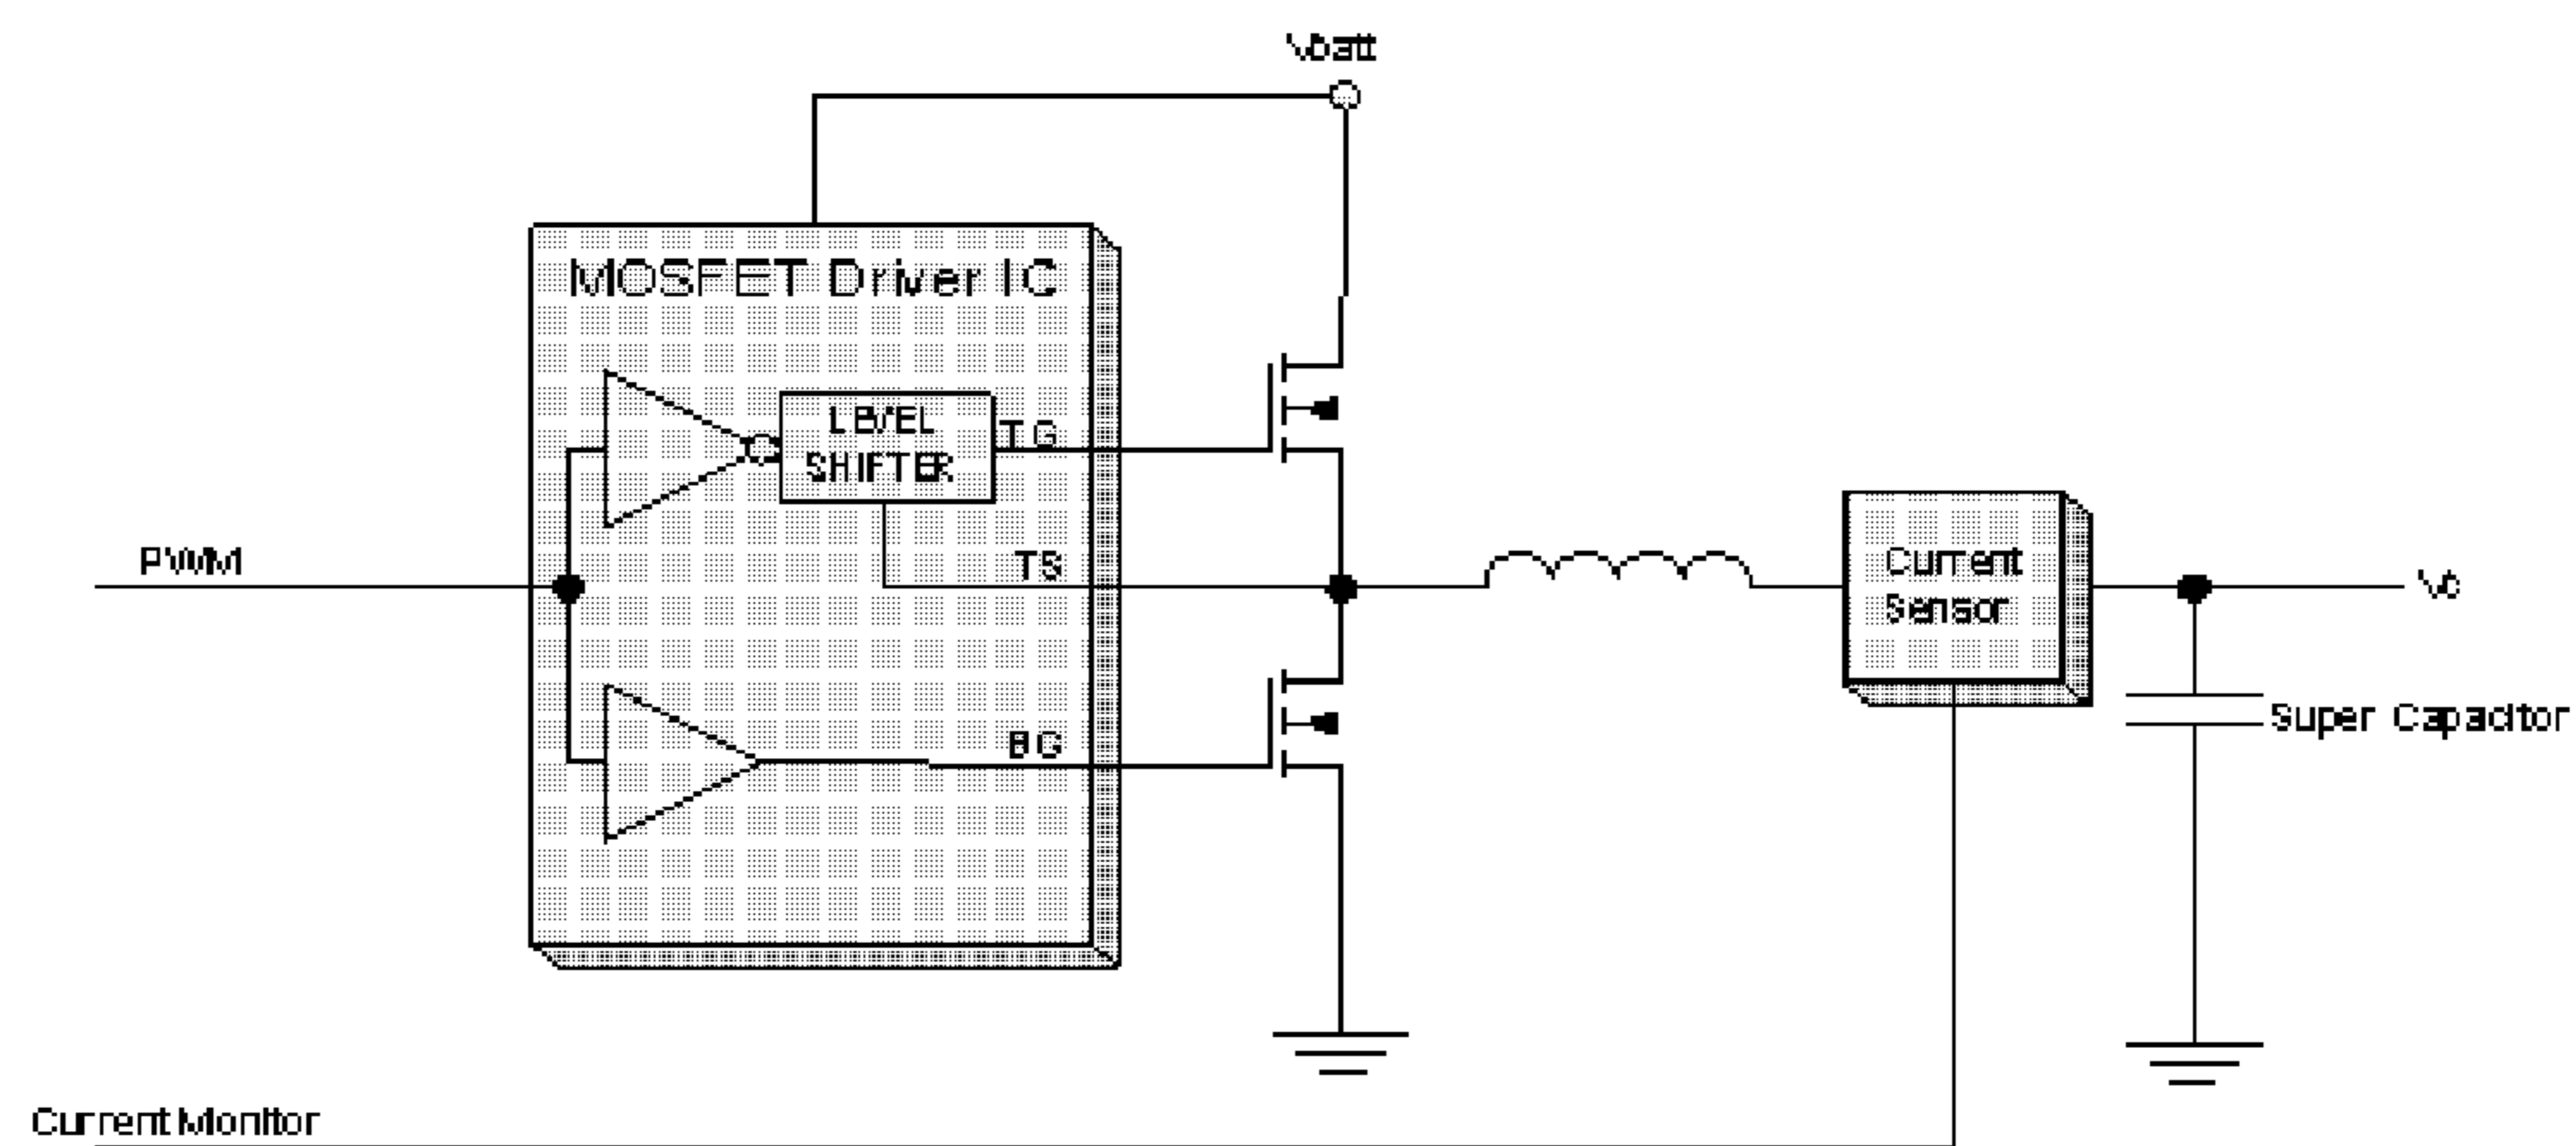 Vbatt
MOSFET Driver IC
LEVEL
SHIFTER
TG
PWM
TS
Current
Sensor
Vc
BG
Super Capacitor
Current Monitor